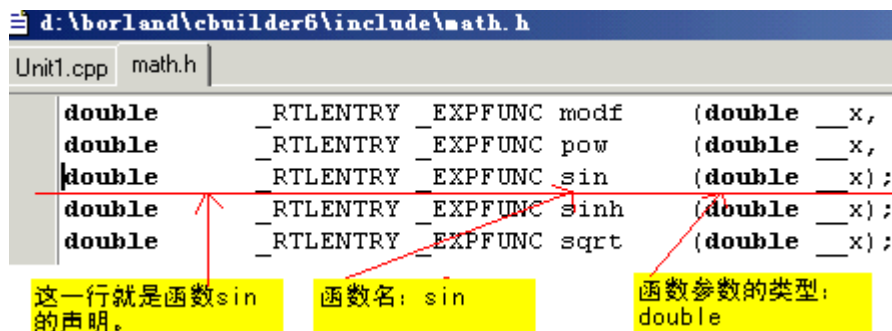 d:\borland\cbuilder6\include\math.h
Unit1.cpp math.h
double _RTLENTRY _EXPFUNC modf (double __x,
double _RTLENTRY _EXPFUNC pow (double __x,
double _RTLENTRY _EXPFUNC sin (double __x);
double _RTLENTRY _EXPFUNC sinh (double __x);
double _RTLENTRY _EXPFUNC sqrt (double __x);
这一行就是函数sin
的声明。
函数名：sin
函数参数的类型：
double